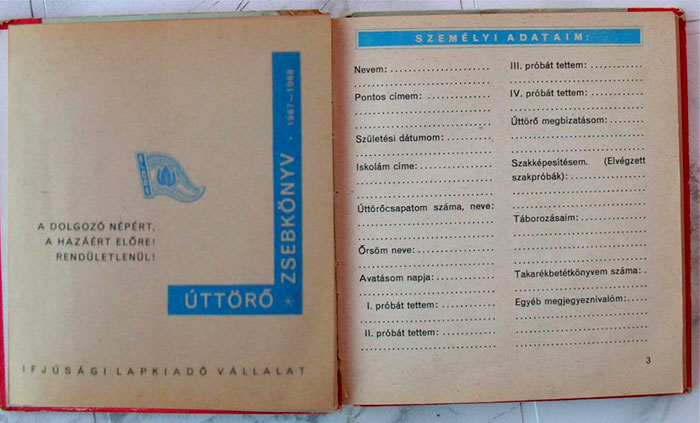 A DOLGOZÓ NÉPÉRT,
A HAZÁÉRT ELŐRE!
RENDÜLETLENÜL!
ÚTTÖRŐ
ZSEBKÖNYV • 1967—1968
IFJÚSÁGI LAPKIADÓ VÁLLALAT
SZEMÉLYI ADATAIM:
Nevem:
Pontos címem:
Születési dátumom:
Iskolám címe:
Úttörőcsapatom száma, neve:
Őrsöm neve:
Avatásom napja:
I. próbát tettem:
II. próbát tettem:
III. próbát tettem:
IV. próbát tettem:
Úttörő megbizatásom:
Szakképesitésem. (Elvégzett
szakpróbák):
Táborozásaim:
Takarékbetétkönyvem száma:
Egyéb megjegyeznivalóm:
3